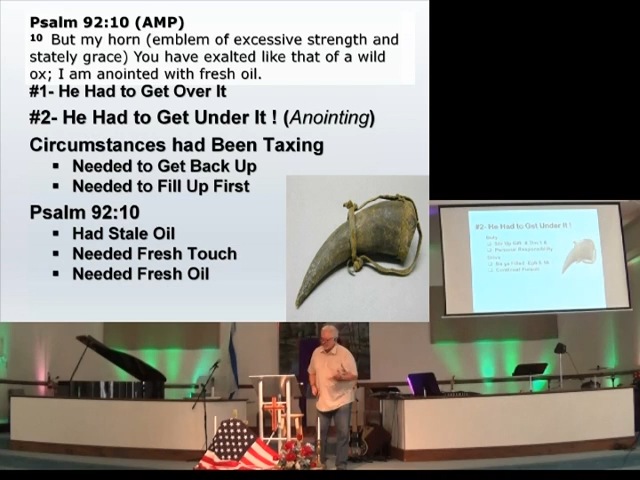 Psalm 92:10 (AMP)
10 But my horn (emblem of excessive strength and
stately grace) You have exalted like that of a wild
ox; I am anointed with fresh oil.
#1- He Had to Get Over It
#2- He Had to Get Under It ! (Anointing)
Circumstances had Been Taxing
▪ Needed to Get Back Up
▪ Needed to Fill Up First
Psalm 92:10
▪ Had Stale Oil
▪ Needed Fresh Touch
▪ Needed Fresh Oil
#2- He Had to Get Under It !
Personal Responsibility